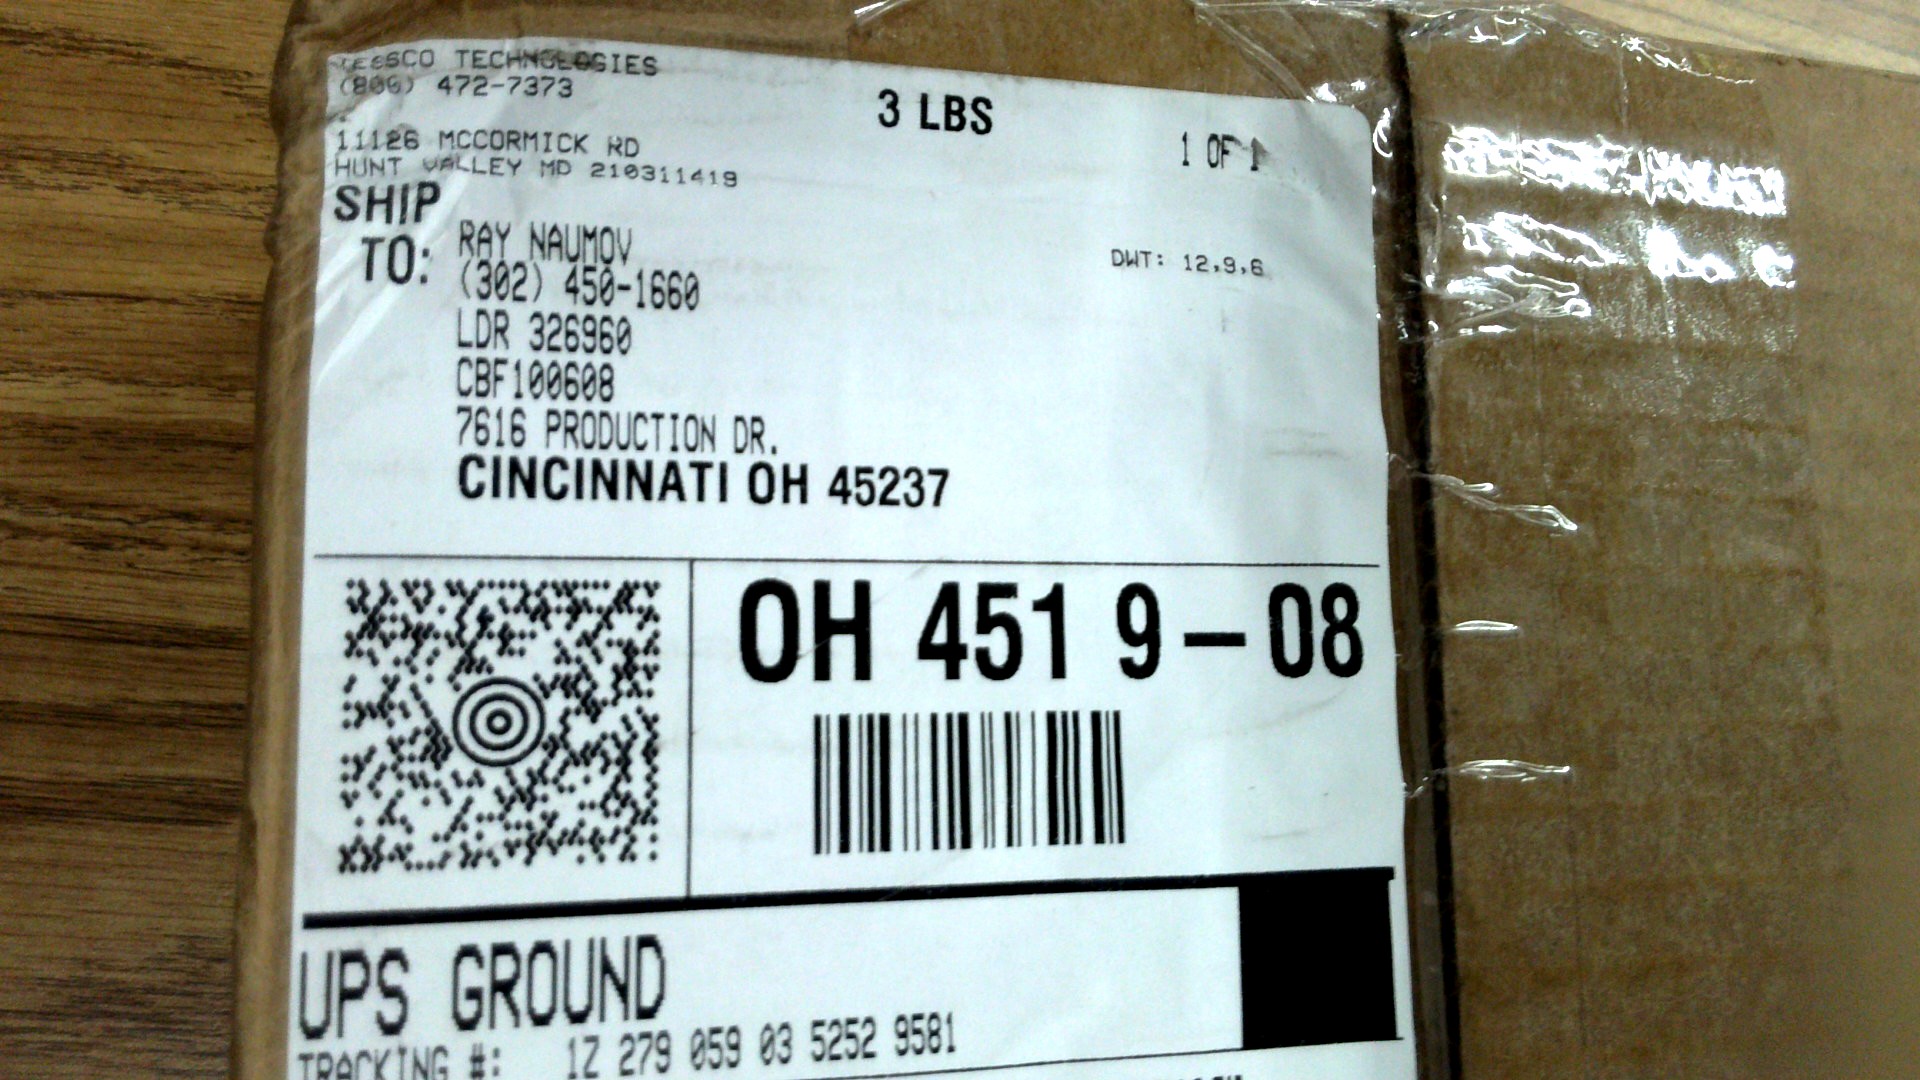 TECHNOLOGIES
(800) 472-7373
3 LBS
1 OF 1
11126 MCCORMICK RD
HUNT VALLEY MD 210311419
SHIP
TO:
RAY NAUMOV
(302) 450-1660
LDR 326960
CBF100608
7616 PRODUCTION DR.
CINCINNATI OH 45237
DWT: 12,9,6
OH 451 9-08
UPS GROUND
TRACKING #: 1Z 279 059 03 5252 9581